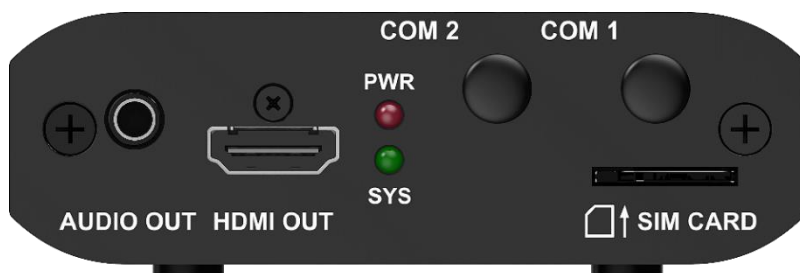 COM 2 COM 1
PWR
SYS
AUDIO OUT HDMI OUT SIM CARD